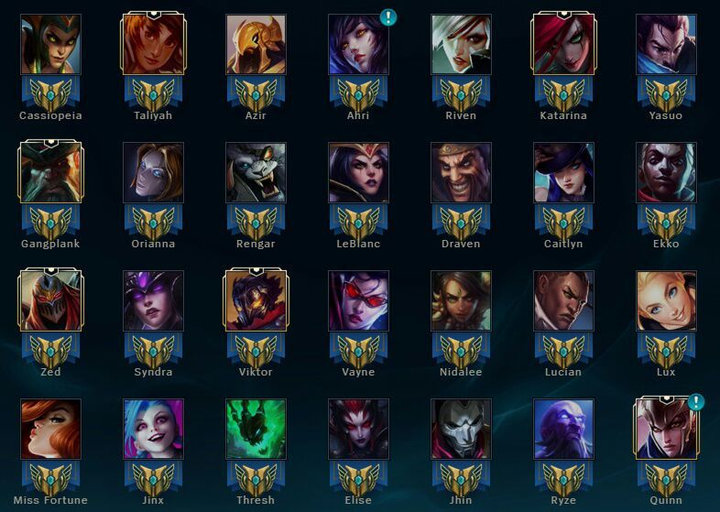 Cassiopeia Taliyah Azir Ahri Riven Katarina Yasuo
Gangplank Orianna Rengar LeBlanc Draven Caitlyn Ekko
Zed Syndra Viktor Vayne Nidalee Lucian Lux
Miss Fortune Jinx Thresh Elise Jhin Ryze Quinn